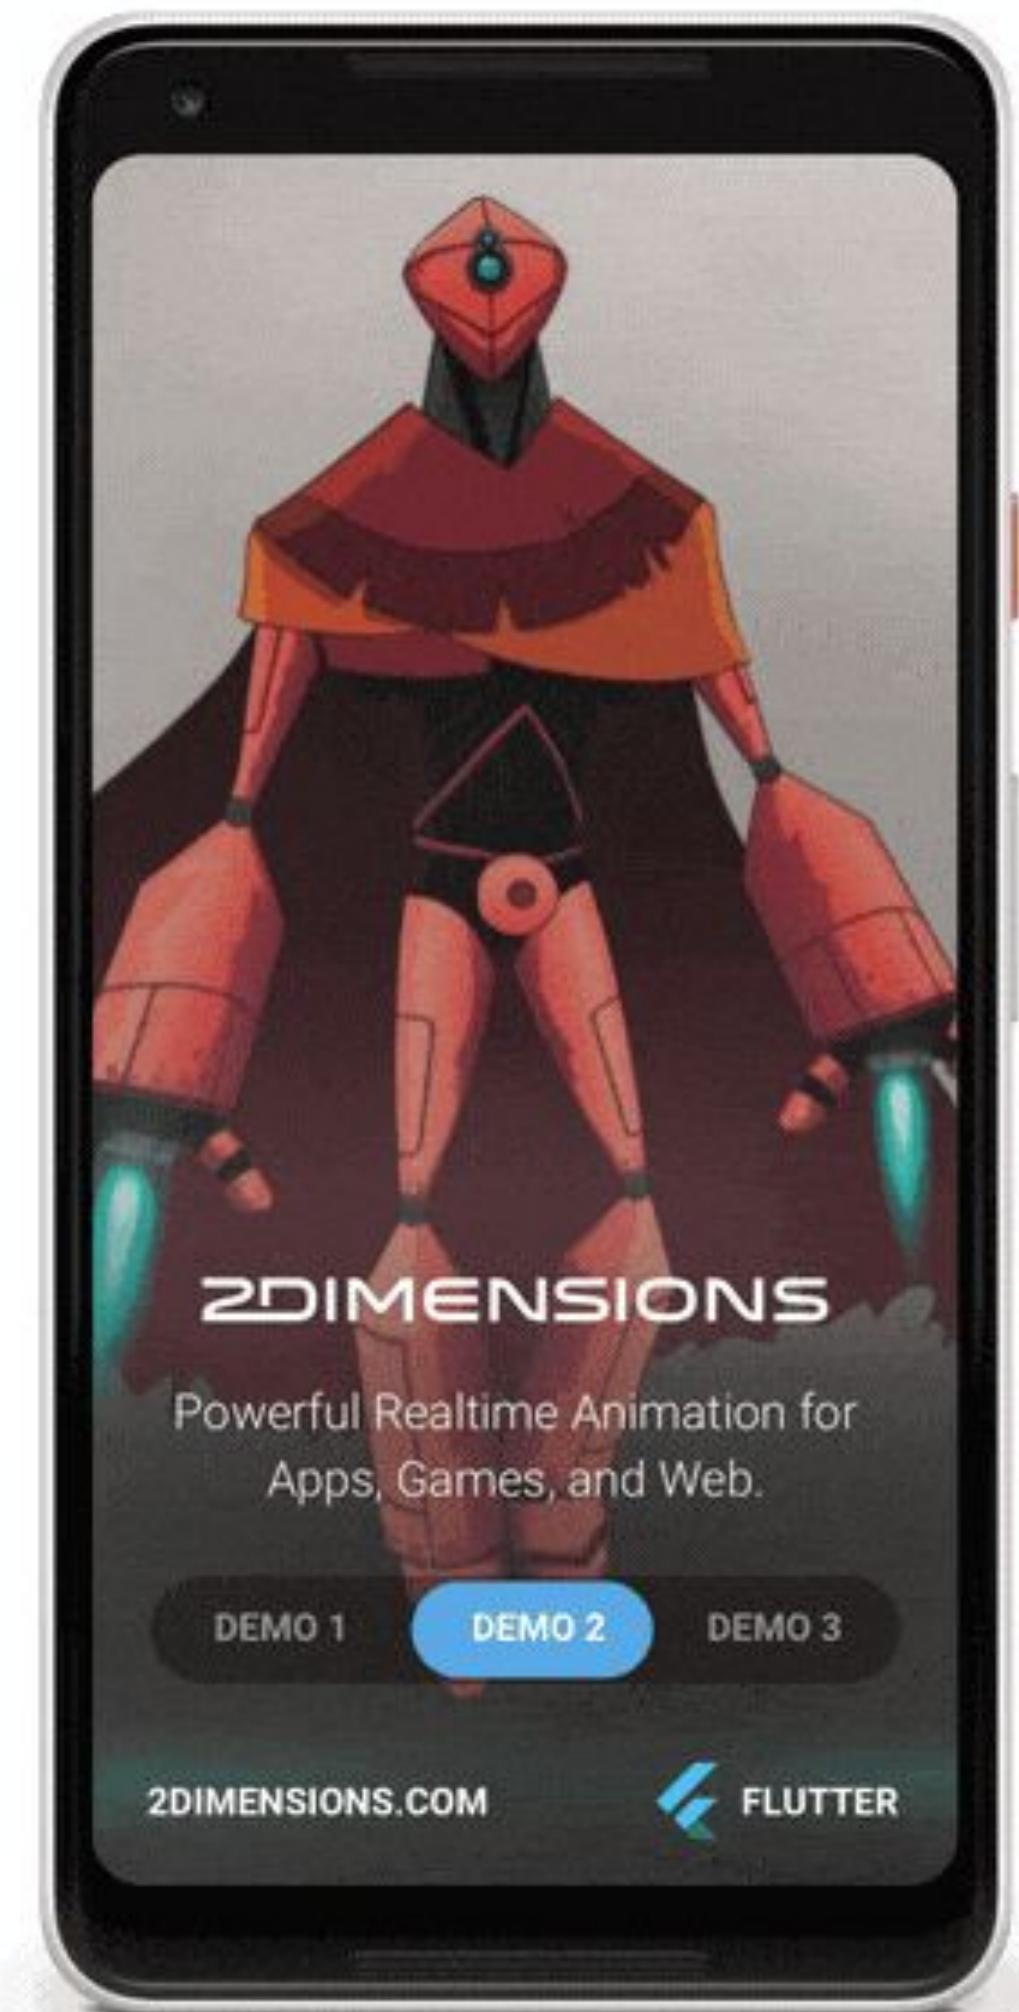 2DIMENSIONS
Powerful Realtime Animation for
Apps, Games, and Web.
DEMO 1 DEMO 2 DEMO 3
2DIMENSIONS.COM FLUTTER